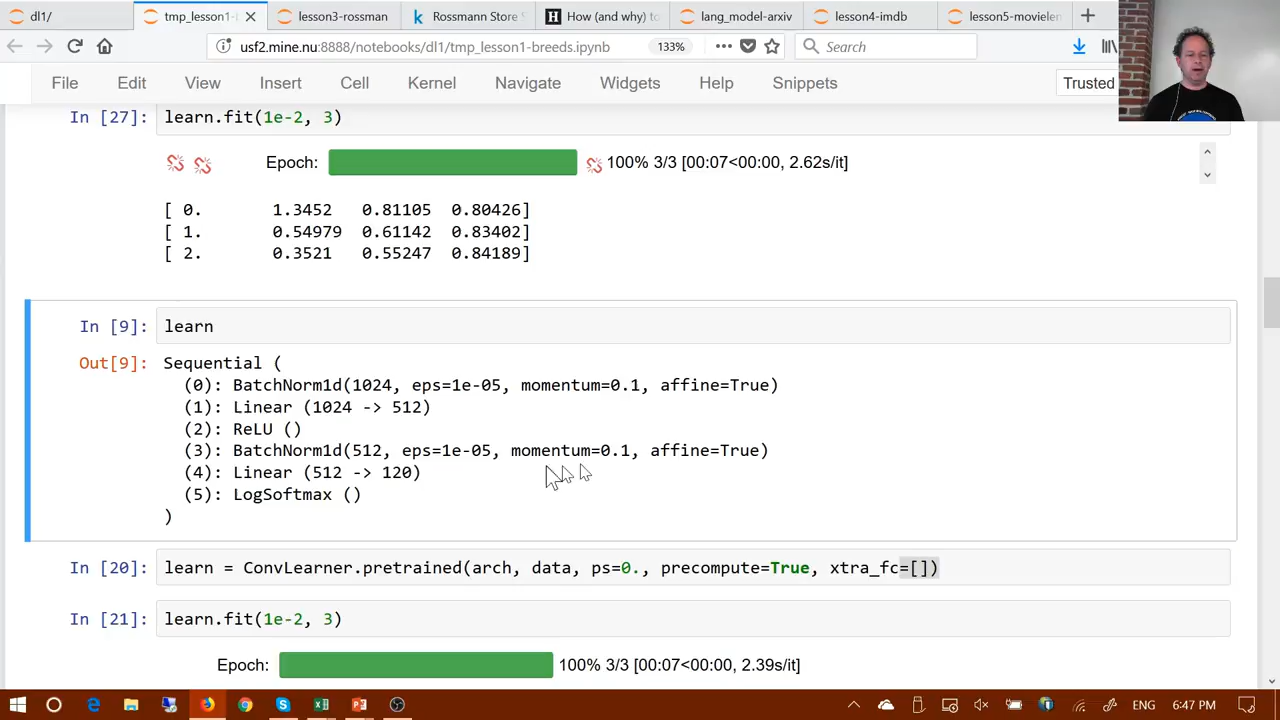 dl1/
tmp_lesson1-
lesson3-rossman
Rossmann Store S
How (and why) to
lang_model-arxiv
lesson4-imdb
lesson5-movielen
usf2.mine.nu:8888/notebooks/dl1/tmp_lesson1-breeds.ipynb
133%
Search
File Edit View Insert Cell Kernel Navigate Widgets Help Snippets Trusted
In [27]: learn.fit(1e-2, 3)
Epoch: 100% 3/3 [00:07<00:00, 2.62s/it]
[ 0. 1.3452 0.81105 0.80426]
[ 1. 0.54979 0.61142 0.83402]
[ 2. 0.3521 0.55247 0.84189]
In [9]: learn
Out[9]: Sequential (
(0): BatchNorm1d(1024, eps=1e-05, momentum=0.1, affine=True)
(1): Linear (1024 -> 512)
(2): ReLU ()
(3): BatchNorm1d(512, eps=1e-05, momentum=0.1, affine=True)
(4): Linear (512 -> 120)
(5): LogSoftmax ()
)
In [20]: learn = ConvLearner.pretrained(arch, data, ps=0., precompute=True, xtra_fc=[])
In [21]: learn.fit(1e-2, 3)
Epoch: 100% 3/3 [00:07<00:00, 2.39s/it]
ENG 6:47 PM